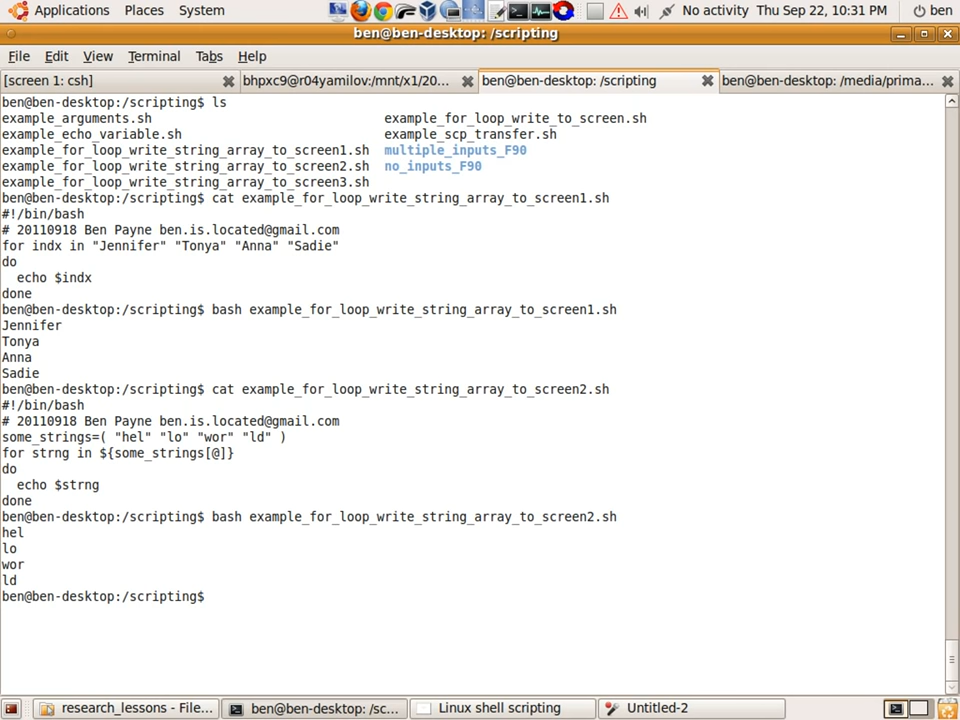 Applications Places System No activity Thu Sep 22, 10:31 PM ben
ben@ben-desktop: /scripting
File Edit View Terminal Tabs Help
[screen 1: csh] bhpxc9@r04yamilov:/mnt/x1/20... ben@ben-desktop: /scripting ben@ben-desktop: /media/prima...
ben@ben-desktop:/scripting$ ls
example_arguments.sh example_for_loop_write_to_screen.sh
example_echo_variable.sh example_scp_transfer.sh
example_for_loop_write_string_array_to_screen1.sh multiple_inputs_F90
example_for_loop_write_string_array_to_screen2.sh no_inputs_F90
example_for_loop_write_string_array_to_screen3.sh
ben@ben-desktop:/scripting$ cat example_for_loop_write_string_array_to_screen1.sh
#!/bin/bash
# 20110918 Ben Payne ben.is.located@gmail.com
for indx in "Jennifer" "Tonya" "Anna" "Sadie"
do
  echo $indx
done
ben@ben-desktop:/scripting$ bash example_for_loop_write_string_array_to_screen1.sh
Jennifer
Tonya
Anna
Sadie
ben@ben-desktop:/scripting$ cat example_for_loop_write_string_array_to_screen2.sh
#!/bin/bash
# 20110918 Ben Payne ben.is.located@gmail.com
some_strings=( "hel" "lo" "wor" "ld" )
for strng in ${some_strings[@]}
do
  echo $strng
done
ben@ben-desktop:/scripting$ bash example_for_loop_write_string_array_to_screen2.sh
hel
lo
wor
ld
ben@ben-desktop:/scripting$
research_lessons - File... ben@ben-desktop: /sc... Linux shell scripting Untitled-2